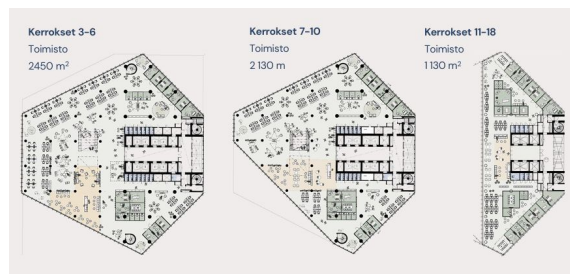 Kerrokset 3-6
Toimisto
2450 m²
Kerrokset 7-10
Toimisto
2 130 m
Kerrokset 11-18
Toimisto
1 130 m²